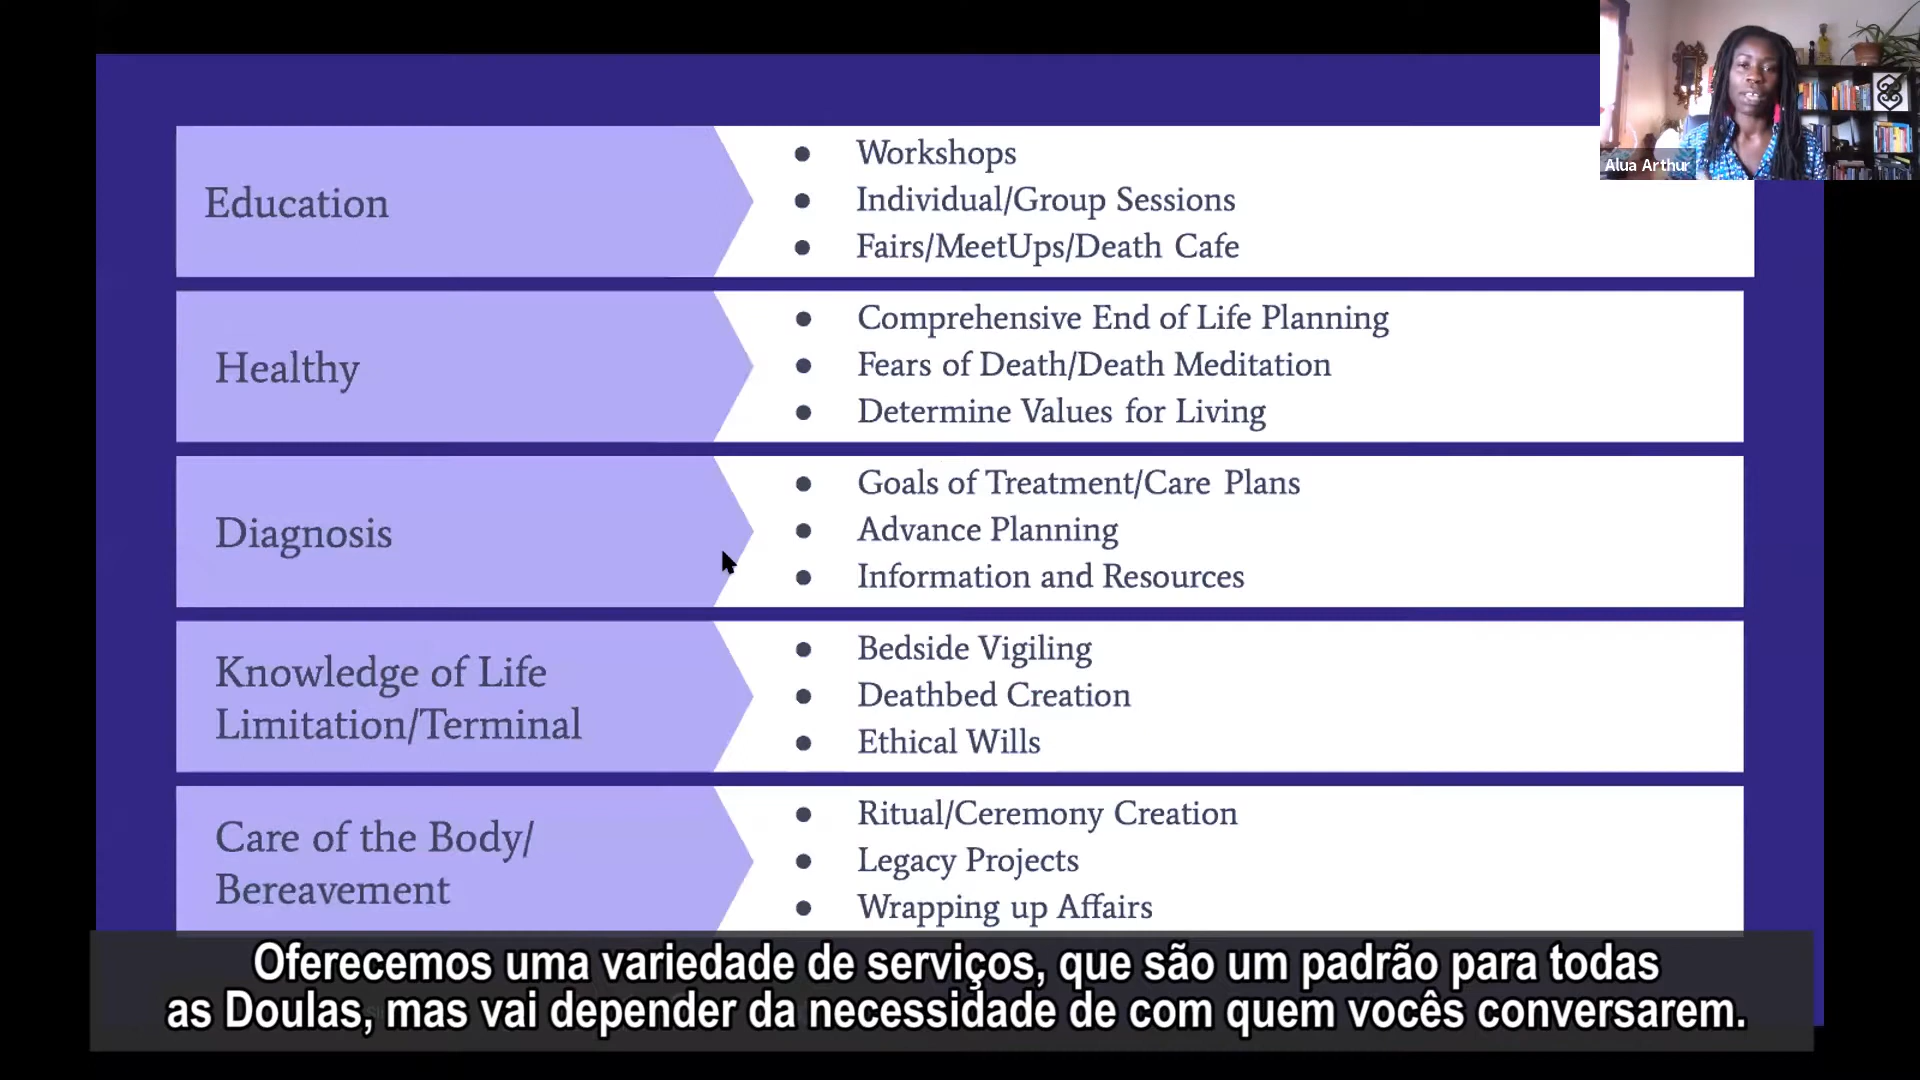 Education
Workshops
Individual/Group Sessions
Fairs/MeetUps/Death Cafe
Healthy
Comprehensive End of Life Planning
Fears of Death/Death Meditation
Determine Values for Living
Diagnosis
Goals of Treatment/Care Plans
Advance Planning
Information and Resources
Knowledge of Life
Limitation/Terminal
Bedside Vigiling
Deathbed Creation
Ethical Wills
Care of the Body/
Bereavement
Ritual/Ceremony Creation
Legacy Projects
Wrapping up Affairs
Alua Arthur
Oferecemos uma variedade de serviços, que são um padrão para todas
as Doulas, mas vai depender da necessidade de com quem vocês conversarem.